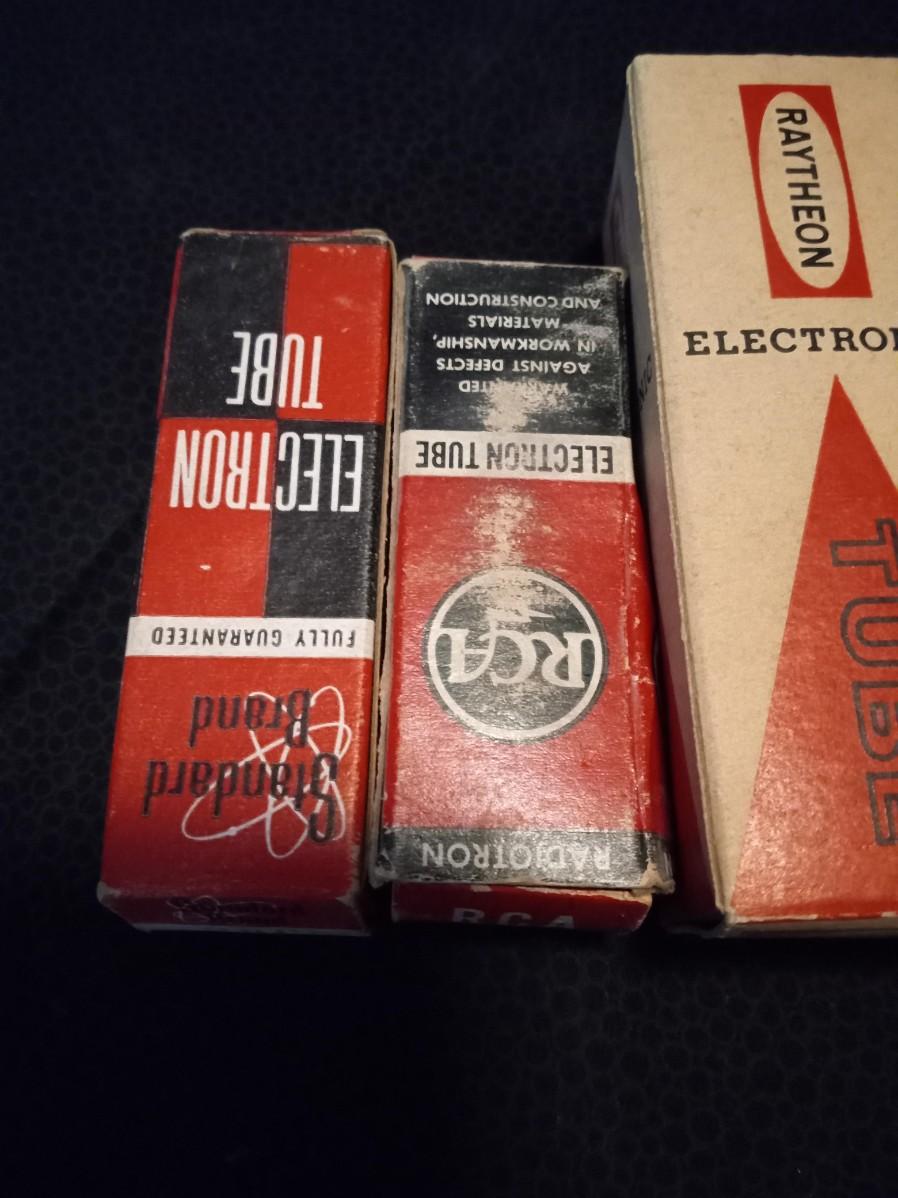 Standard
Brand
FULLY GUARANTEED
ELECTRON
TUBE
RADIOTRON
RCA
ELECTRON TUBE
WARRANTED
AGAINST DEFECTS
IN WORKMANSHIP,
MATERIALS
AND CONSTRUCTION
RCA
RAYTHEON
ELECTRON
TUBE